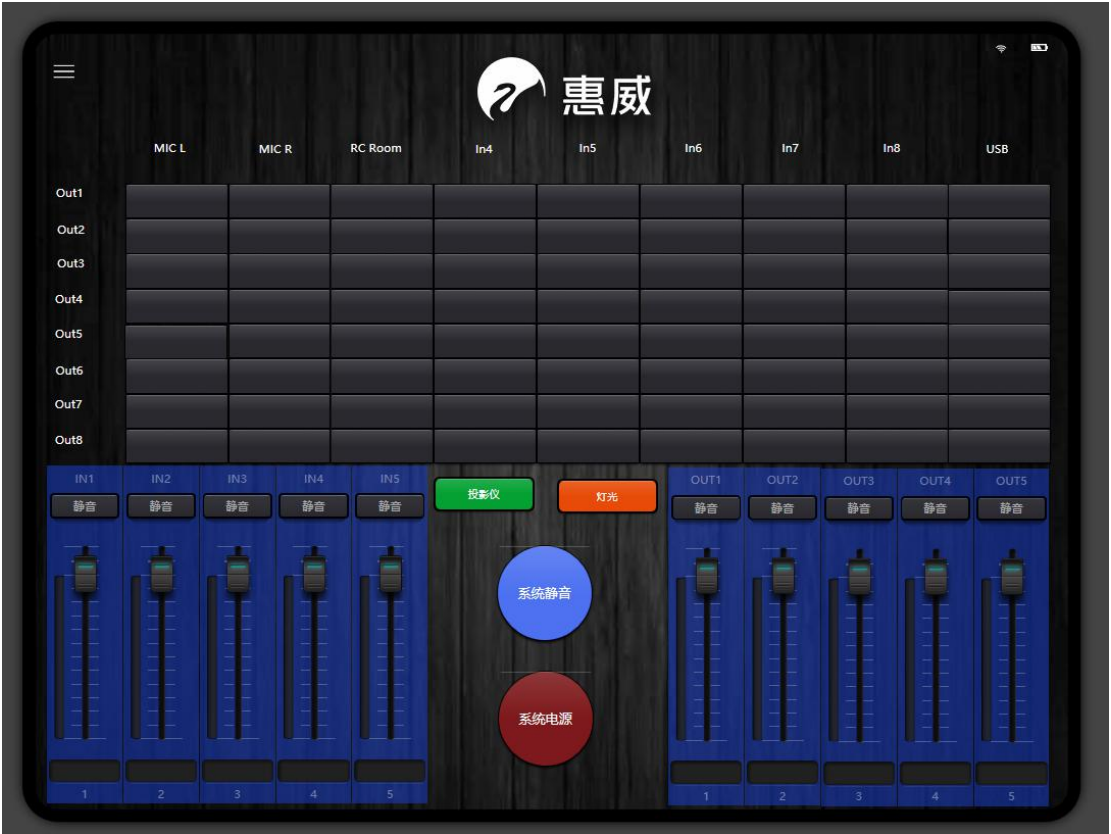 惠威
MIC L MIC R RC Room In4 In5 In6 In7 In8 USB
Out1
Out2
Out3
Out4
Out5
Out6
Out7
Out8
IN1 IN2 IN3 IN4 IN5
静音 静音 静音 静音 静音
投影仪 灯光
OUT1 OUT2 OUT3 OUT4 OUT5
静音 静音 静音 静音 静音
系统静音
系统电源
1 2 3 4 5
1 2 3 4 5